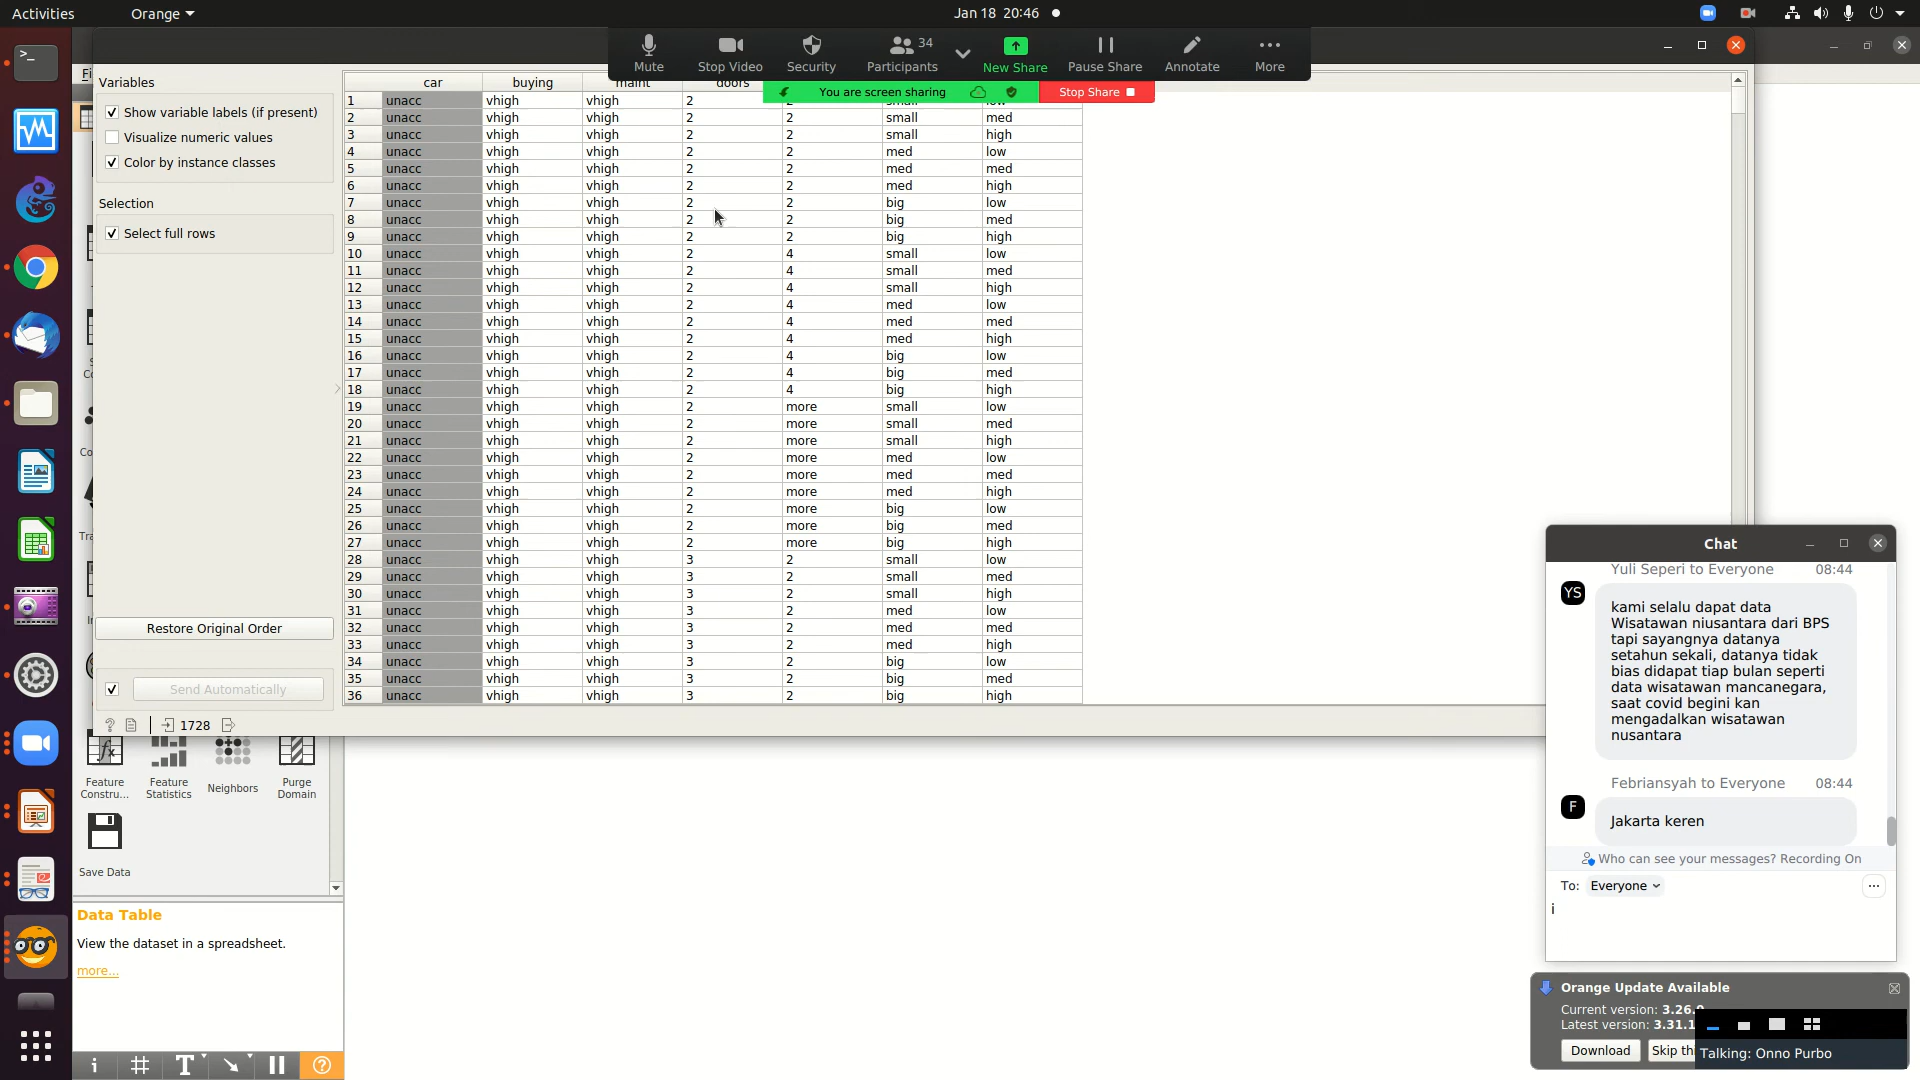 Activities
Orange
Jan 18 20:46
Mute
Stop Video
Security
34
Participants
New Share
Pause Share
Annotate
More
You are screen sharing
Stop Share
Fi
Variables
Show variable labels (if present)
Visualize numeric values
Color by instance classes
Selection
Select full rows
Restore Original Order
Send Automatically
1728
car buying maint doors
1 unacc vhigh vhigh 2
2 unacc vhigh vhigh 2 2 small med
3 unacc vhigh vhigh 2 2 small high
4 unacc vhigh vhigh 2 2 med low
5 unacc vhigh vhigh 2 2 med med
6 unacc vhigh vhigh 2 2 med high
7 unacc vhigh vhigh 2 2 big low
8 unacc vhigh vhigh 2 2 big med
9 unacc vhigh vhigh 2 2 big high
10 unacc vhigh vhigh 2 4 small low
11 unacc vhigh vhigh 2 4 small med
12 unacc vhigh vhigh 2 4 small high
13 unacc vhigh vhigh 2 4 med low
14 unacc vhigh vhigh 2 4 med med
15 unacc vhigh vhigh 2 4 med high
16 unacc vhigh vhigh 2 4 big low
17 unacc vhigh vhigh 2 4 big med
18 unacc vhigh vhigh 2 4 big high
19 unacc vhigh vhigh 2 more small low
20 unacc vhigh vhigh 2 more small med
21 unacc vhigh vhigh 2 more small high
22 unacc vhigh vhigh 2 more med low
23 unacc vhigh vhigh 2 more med med
24 unacc vhigh vhigh 2 more med high
25 unacc vhigh vhigh 2 more big low
26 unacc vhigh vhigh 2 more big med
27 unacc vhigh vhigh 2 more big high
28 unacc vhigh vhigh 3 2 small low
29 unacc vhigh vhigh 3 2 small med
30 unacc vhigh vhigh 3 2 small high
31 unacc vhigh vhigh 3 2 med low
32 unacc vhigh vhigh 3 2 med med
33 unacc vhigh vhigh 3 2 med high
34 unacc vhigh vhigh 3 2 big low
35 unacc vhigh vhigh 3 2 big med
36 unacc vhigh vhigh 3 2 big high
Feature
Constru...
Feature
Statistics
Neighbors
Purge
Domain
Save Data
Data Table
View the dataset in a spreadsheet.
more...
Chat
Yuli Seperi to Everyone 08:44
YS
kami selalu dapat data
Wisatawan niusantara dari BPS
tapi sayangnya datanya
setahun sekali, datanya tidak
bias didapat tiap bulan seperti
data wisatawan mancanegara,
saat covid begini kan
mengadalkan wisatawan
nusantara
Febriansyah to Everyone 08:44
F
Jakarta keren
Who can see your messages? Recording On
To: Everyone
i
Orange Update Available
Current version: 3.26.
Latest version: 3.31.1
Download
Skip th
Talking: Onno Purbo